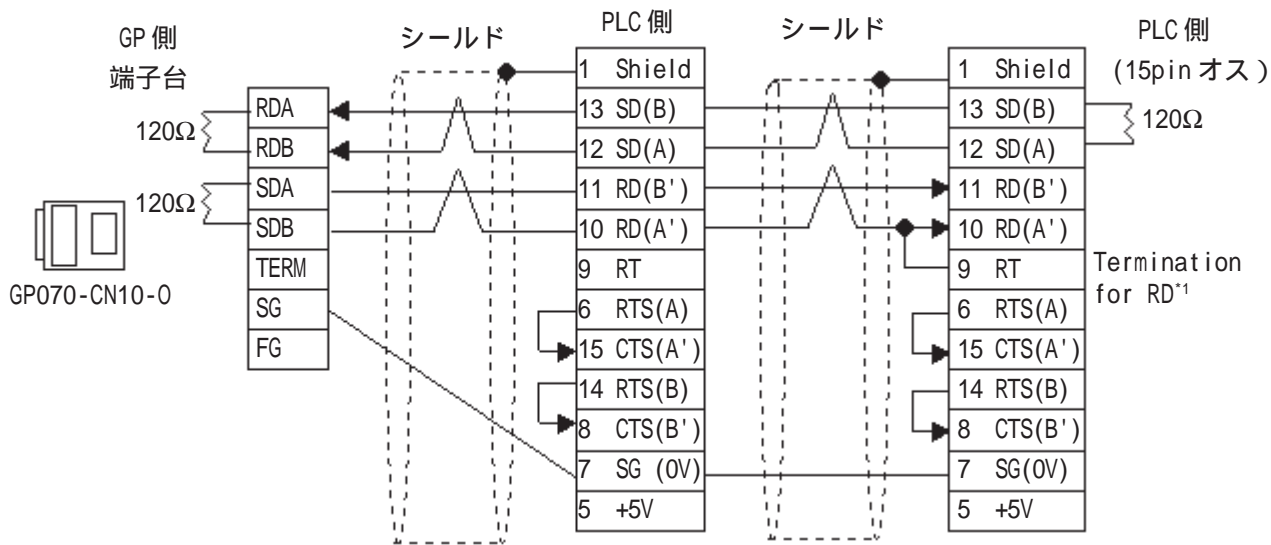 GP側
端子台
シールド
PLC側
シールド
PLC側
(15pinオス)
RDA
RDB
SDA
SDB
TERM
SG
FG
120Ω
120Ω
GP070-CN10-O
1 Shield
13 SD(B)
12 SD(A)
11 RD(B')
10 RD(A')
9 RT
6 RTS(A)
15 CTS(A')
14 RTS(B)
8 CTS(B')
7 SG (0V)
5 +5V
1 Shield
13 SD(B)
12 SD(A)
11 RD(B')
10 RD(A')
9 RT
6 RTS(A)
15 CTS(A')
14 RTS(B)
8 CTS(B')
7 SG(0V)
5 +5V
120Ω
Termination
for RD*1